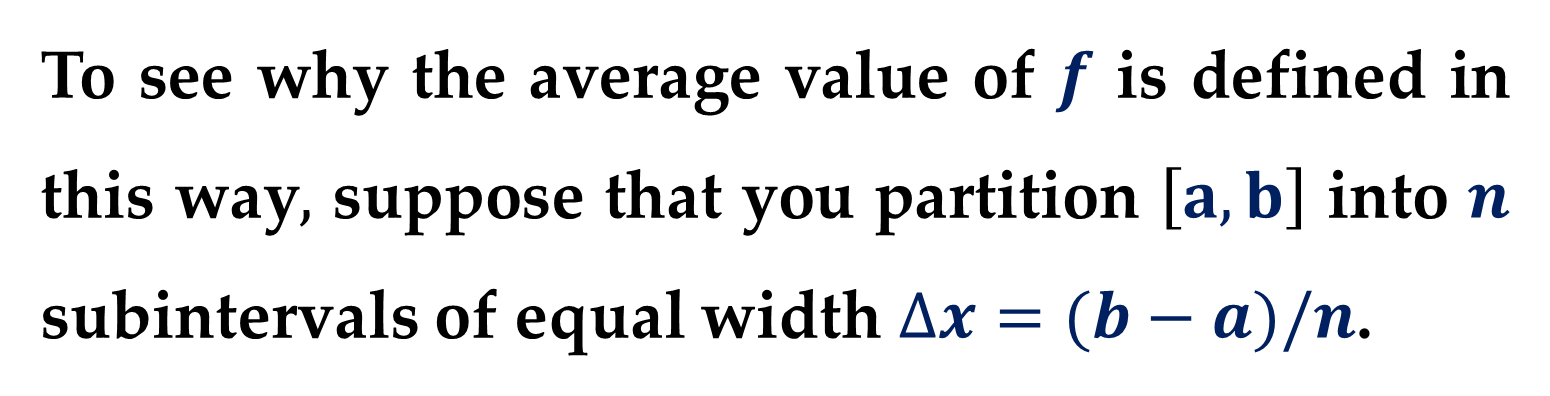 To see why the average value of f is defined in
this way, suppose that you partition [a, b] into n
subintervals of equal width Δx = (b − a)/n.